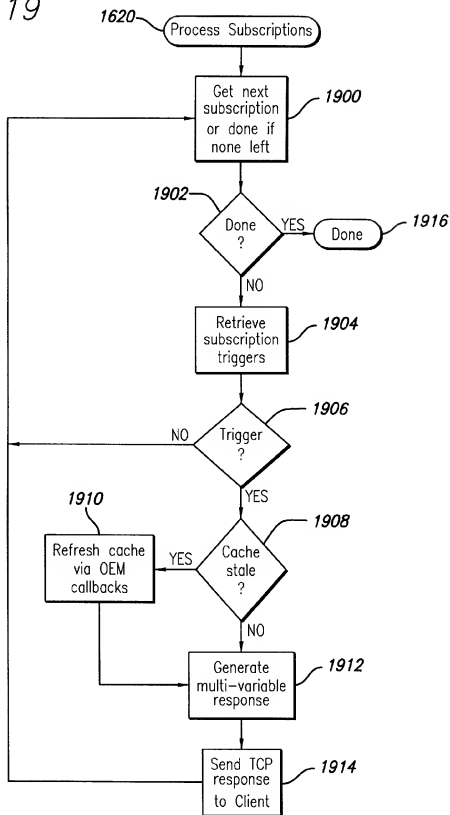 19
1620
Process Subscriptions
Get next
subscription
or done if
none left
1900
1902
Done
?
YES
Done
1916
NO
Retrieve
subscription
triggers
1904
1906
Trigger
?
NO
YES
1908
1910
Cache
stale
?
YES
Refresh cache
via OEM
callbacks
NO
Generate
multi-variable
response
1912
Send TCP
response
to Client
1914